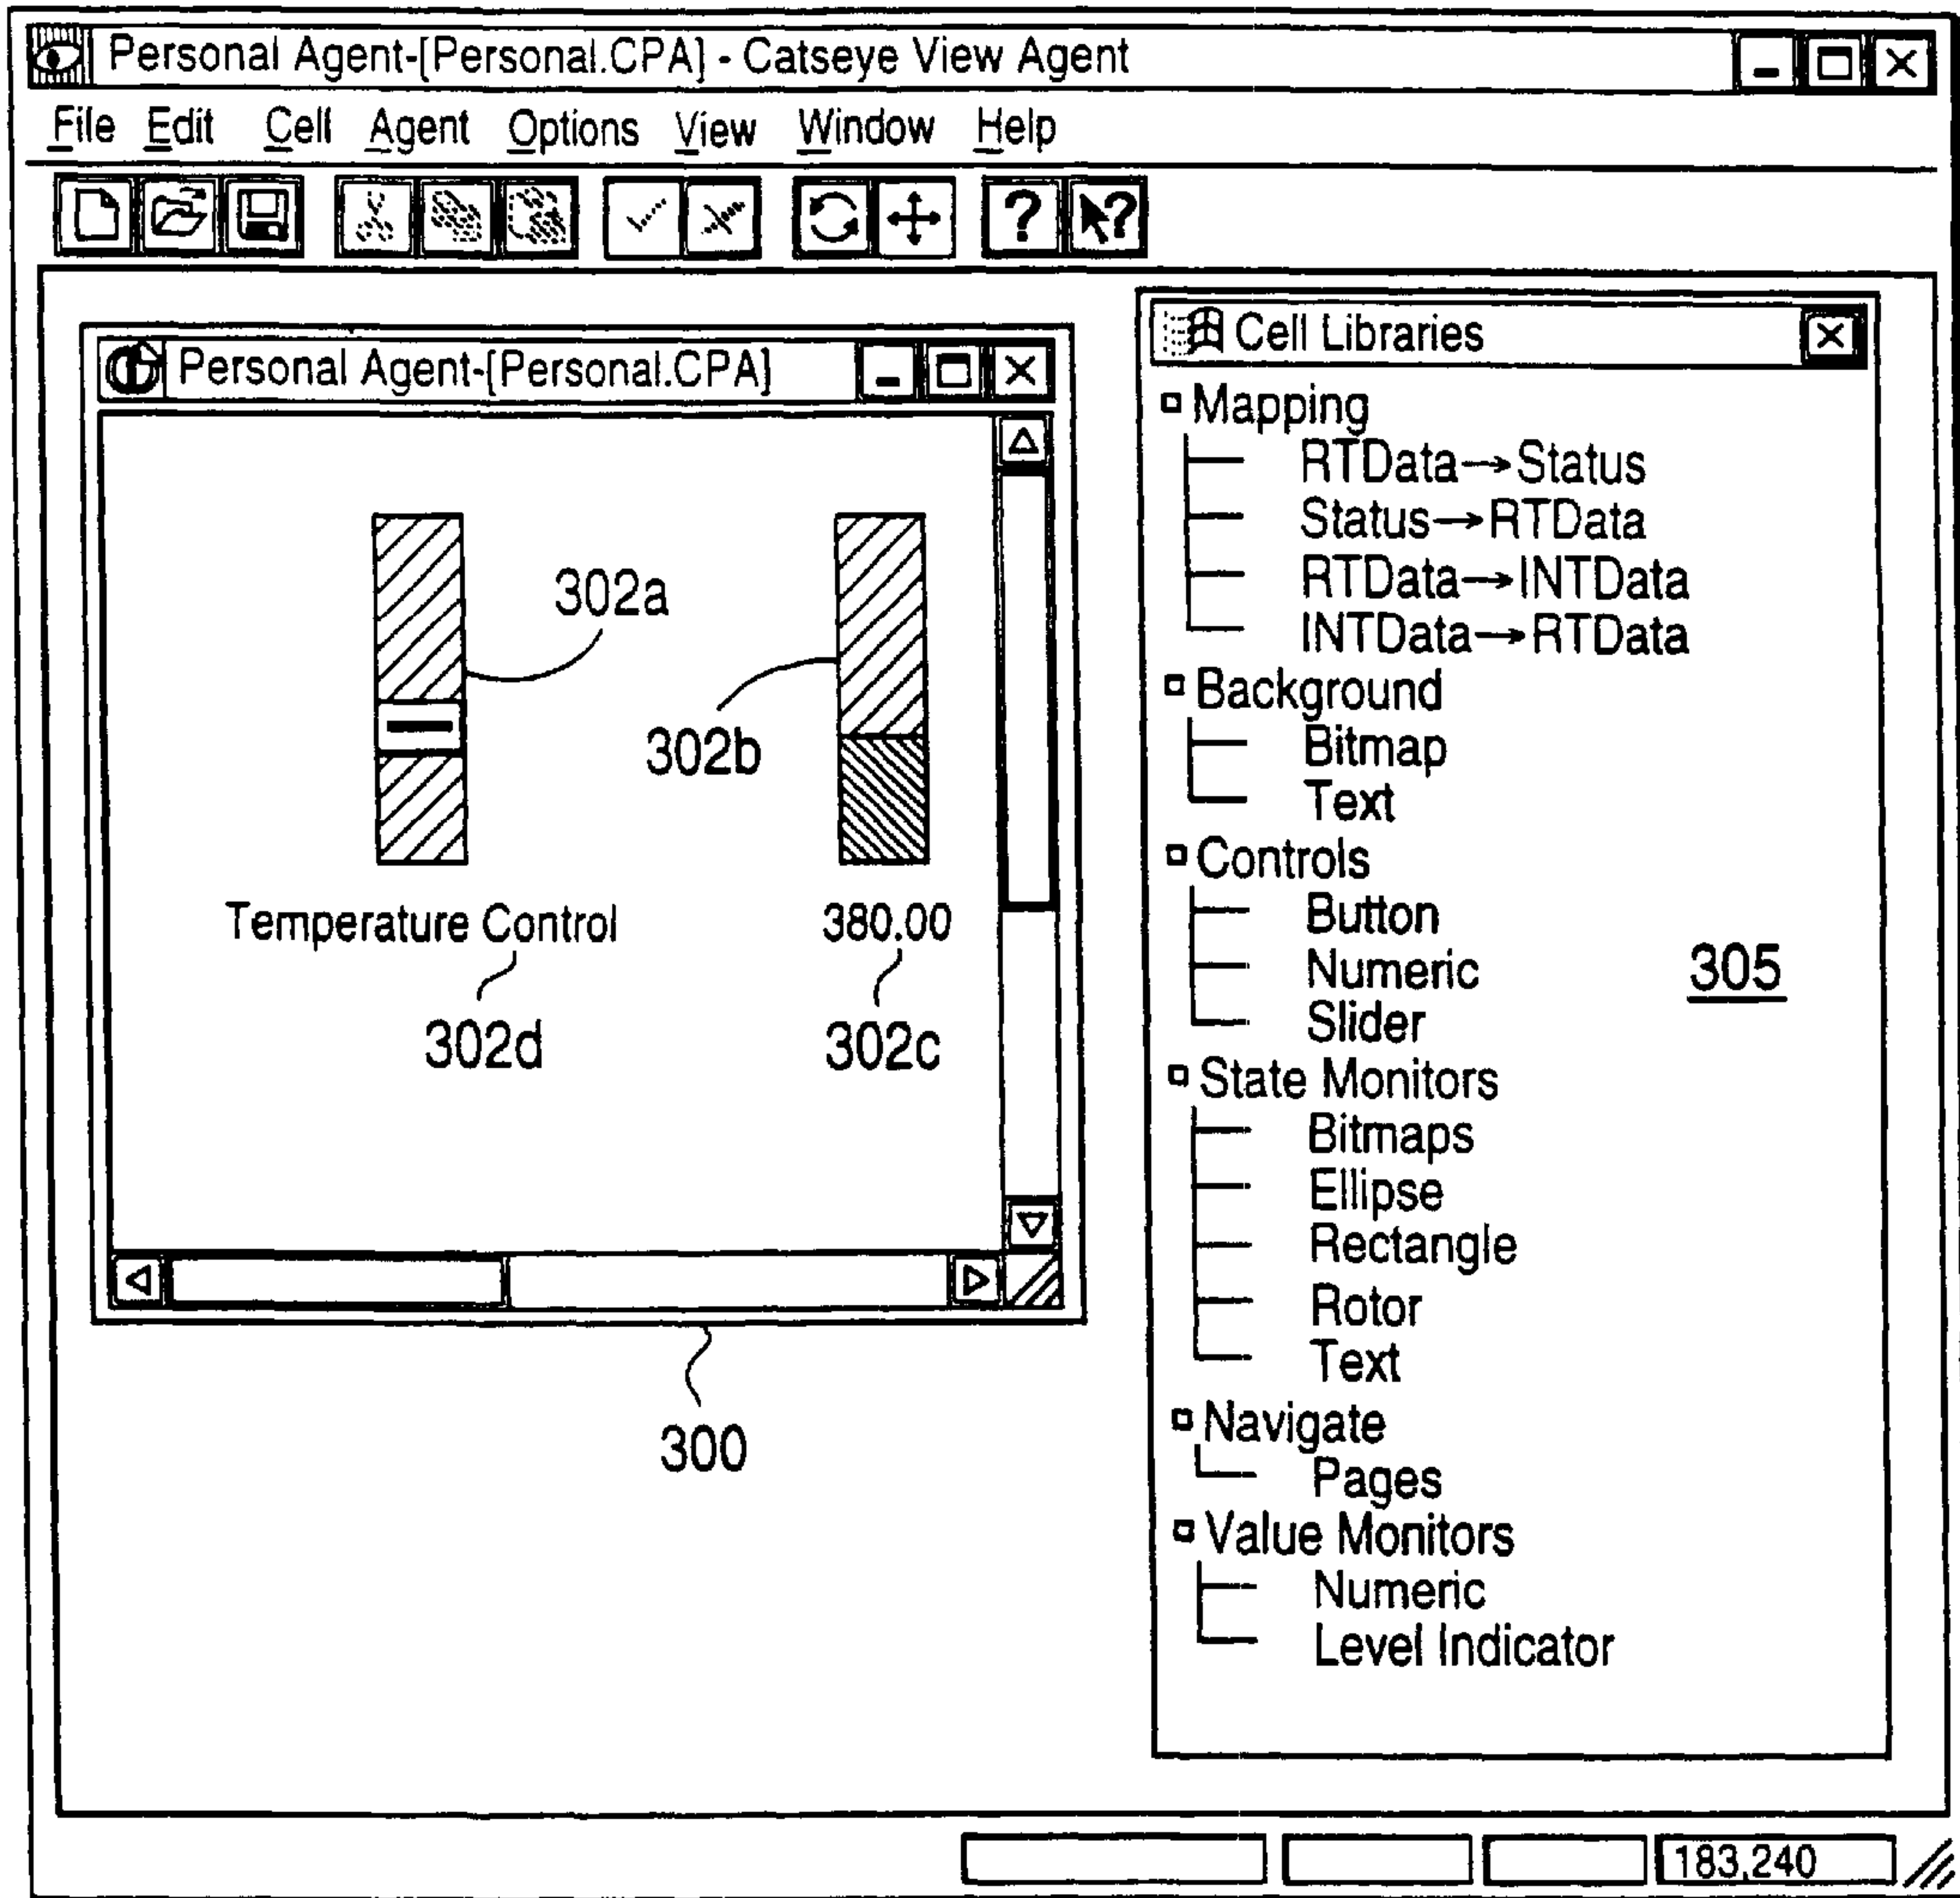 Personal Agent-[Personal.CPA] - Catseye View Agent
File Edit Cell Agent Options View Window Help
? ?
Personal Agent-[Personal.CPA]
302a
302b
Temperature Control
380.00
302d
302c
300
Cell Libraries
Mapping
RTData→Status
Status→RTData
RTData→INTData
INTData→RTData
Background
Bitmap
Text
Controls
Button
Numeric
Slider
305
State Monitors
Bitmaps
Ellipse
Rectangle
Rotor
Text
Navigate
Pages
Value Monitors
Numeric
Level Indicator
183,240